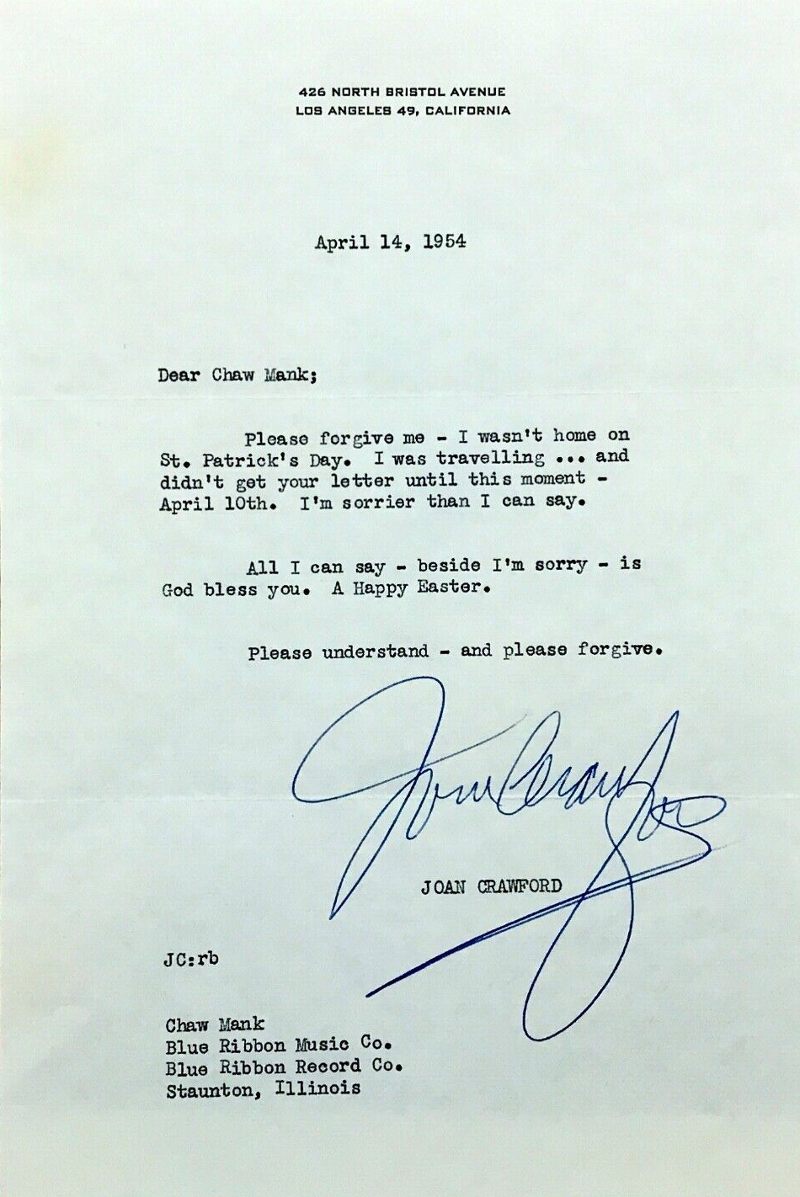 426 NORTH BRISTOL AVENUE
LOS ANGELES 49, CALIFORNIA
April 14, 1954
Dear Chaw Mank;
Please forgive me - I wasn't home on
St. Patrick's Day. I was travelling ... and
didn't get your letter until this moment -
April 10th. I'm sorrier than I can say.
All I can say - beside I'm sorry - is
God bless you. A Happy Easter.
Please understand - and please forgive.
Joan Crawford
JOAN CRAWFORD
JC:rb
Chaw Mank
Blue Ribbon Music Co.
Blue Ribbon Record Co.
Staunton, Illinois